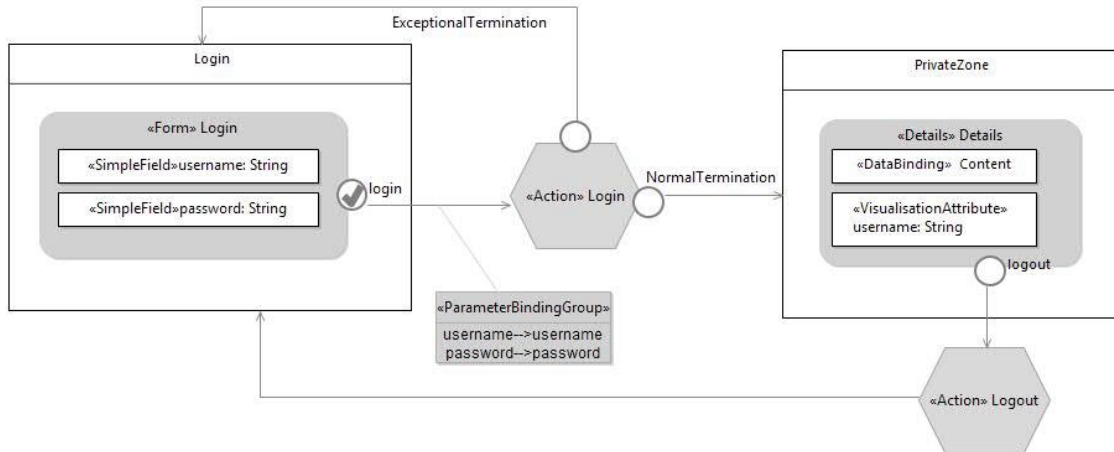 ExceptionalTermination
Login
«Form» Login
«SimpleField»username: String
«SimpleField»password: String
login
«ParameterBindingGroup»
username-->username
password-->password
«Action» Login
NormalTermination
PrivateZone
«Details» Details
«DataBinding» Content
«VisualisationAttribute»
username: String
logout
«Action» Logout